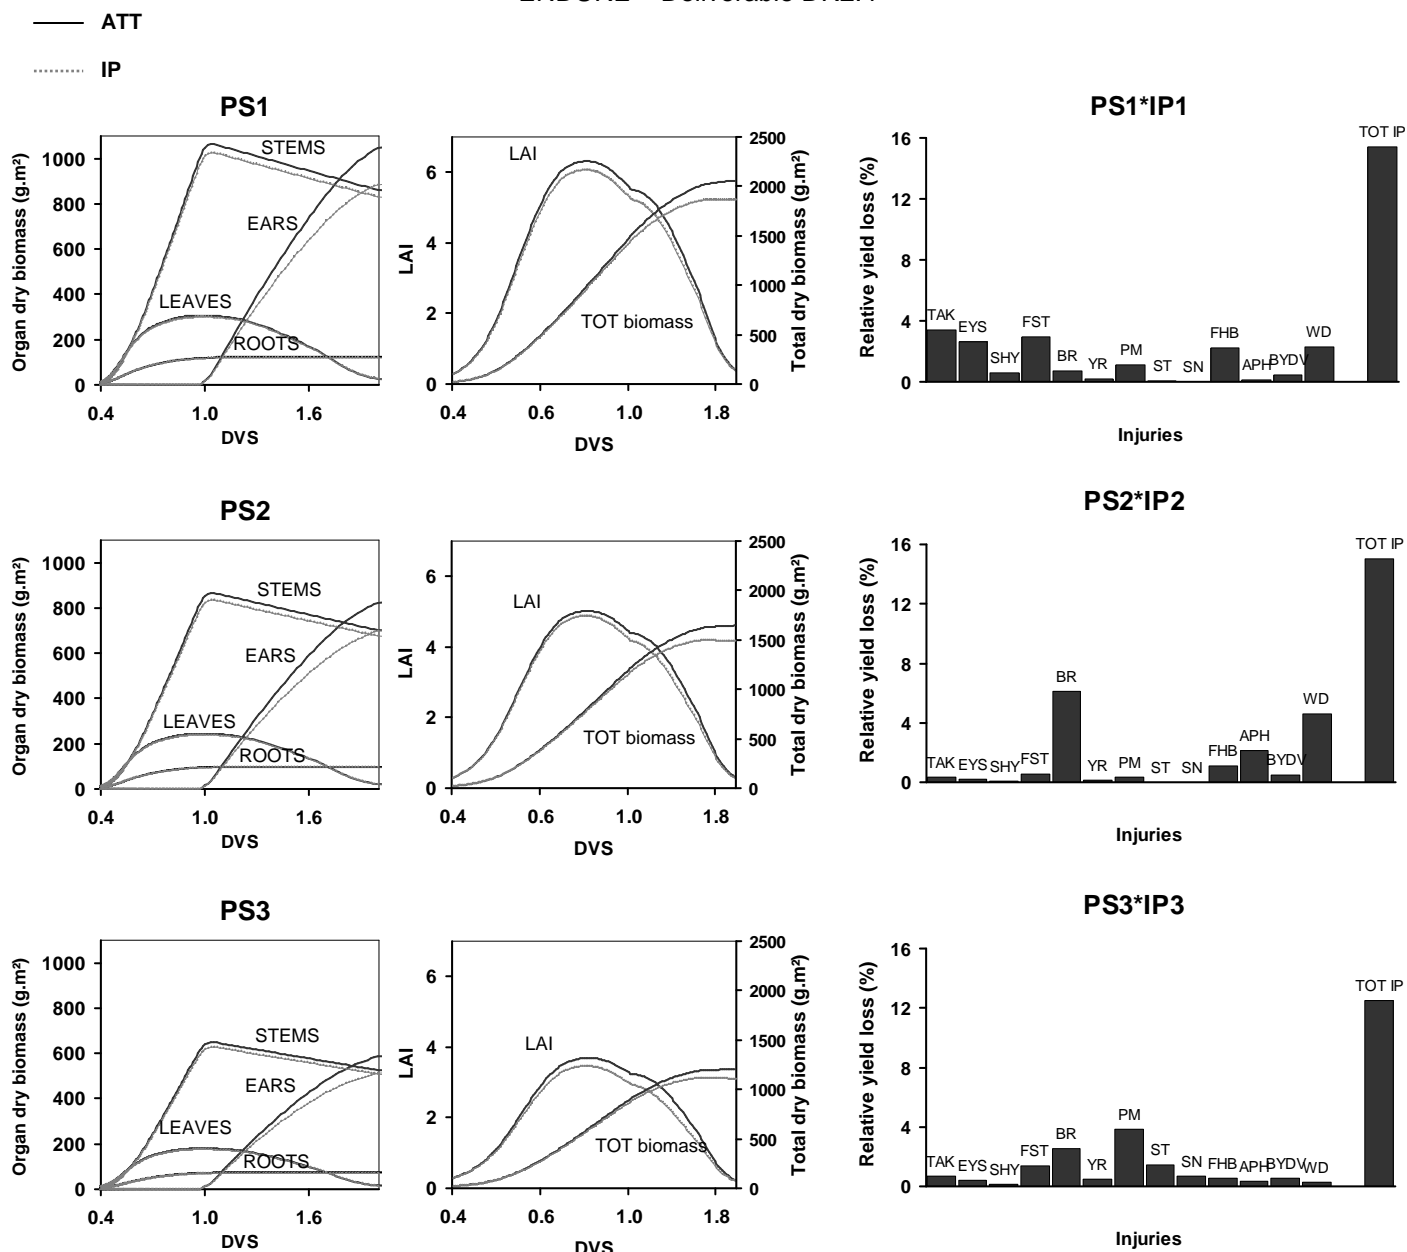 ATT
IP
PS1
Organ dry biomass (g.m²)
1000
800
600
400
200
0
STEMS
EARS
LEAVES
ROOTS
0.4 1.0 1.6
DVS
LAI
6
4
2
0
LAI
TOT biomass
2500
2000
1500
1000
500
0
Total dry biomass (g.m²)
0.4 0.6 1.0 1.8
DVS
PS1*IP1
Relative yield loss (%)
16
12
8
4
0
TAK EYS SHY FST BR YR PM ST SN FHB APH BYDV WD TOT IP
Injuries
PS2
Organ dry biomass (g.m²)
1000
800
600
400
200
0
STEMS
EARS
LEAVES
ROOTS
0.4 1.0 1.6
DVS
LAI
6
4
2
0
LAI
TOT biomass
2500
2000
1500
1000
500
0
Total dry biomass (g.m²)
0.4 0.6 1.0 1.8
DVS
PS2*IP2
Relative yield loss (%)
16
12
8
4
0
TAK EYS SHY FST BR YR PM ST SN FHB APH BYDV WD TOT IP
Injuries
PS3
Organ dry biomass (g.m²)
1000
800
600
400
200
0
STEMS
EARS
LEAVES
ROOTS
0.4 1.0 1.6
DVS
LAI
6
4
2
0
LAI
TOT biomass
2500
2000
1500
1000
500
0
Total dry biomass (g.m²)
0.4 0.6 1.0 1.8
DVS
PS3*IP3
Relative yield loss (%)
16
12
8
4
0
TAK EYS SHY FST BR YR PM ST SN FHB APH BYDV WD TOT IP
Injuries